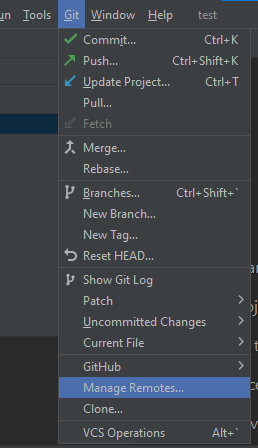 un Tools Git Window Help test
Commit... Ctrl+K
Push... Ctrl+Shift+K
Update Project... Ctrl+T
Pull...
Fetch
Merge...
Rebase...
Branches... Ctrl+Shift+`
New Branch...
New Tag...
Reset HEAD...
Show Git Log
Patch
Uncommitted Changes
Current File
GitHub
Manage Remotes...
Clone...
VCS Operations Alt+`